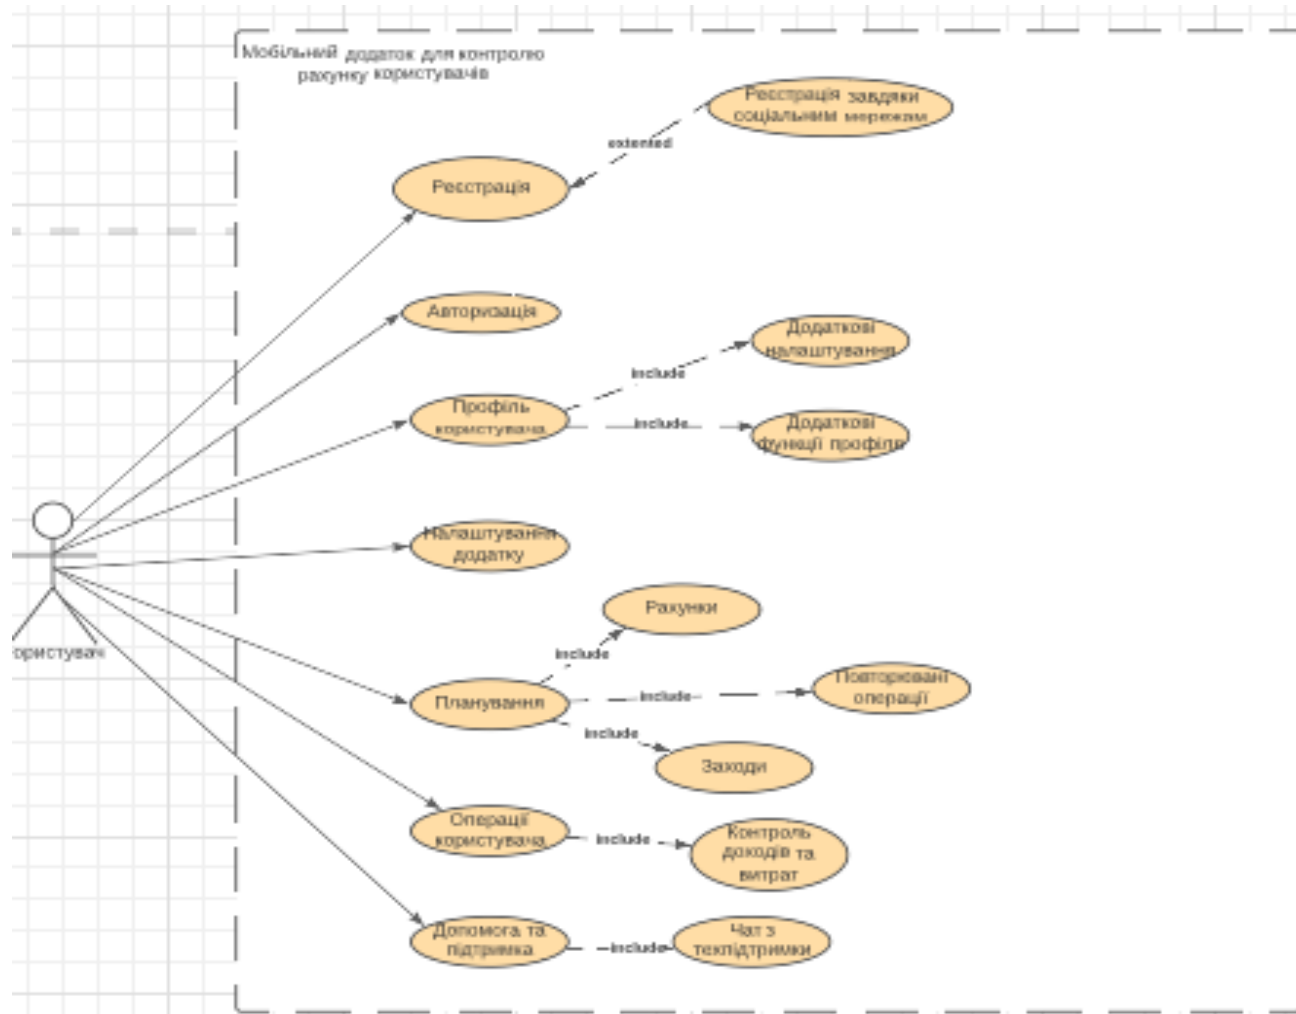 Мобільний додаток для контролю
рахунку користувачів
Реєстрація завдяки
соціальним мережам
extented
Реєстрація
Авторизація
Додаткові
налаштування
include
Профіль
користувача
include
Додаткові
функції профіля
Налаштування
додатку
Рахунки
include
ористувач
Повторювані
операції
include
Планування
include
Заходи
Операції
користувача
include
Контроль
доходів та
витрат
Допомога та
підтримка
include
Чат з
техпідтримки